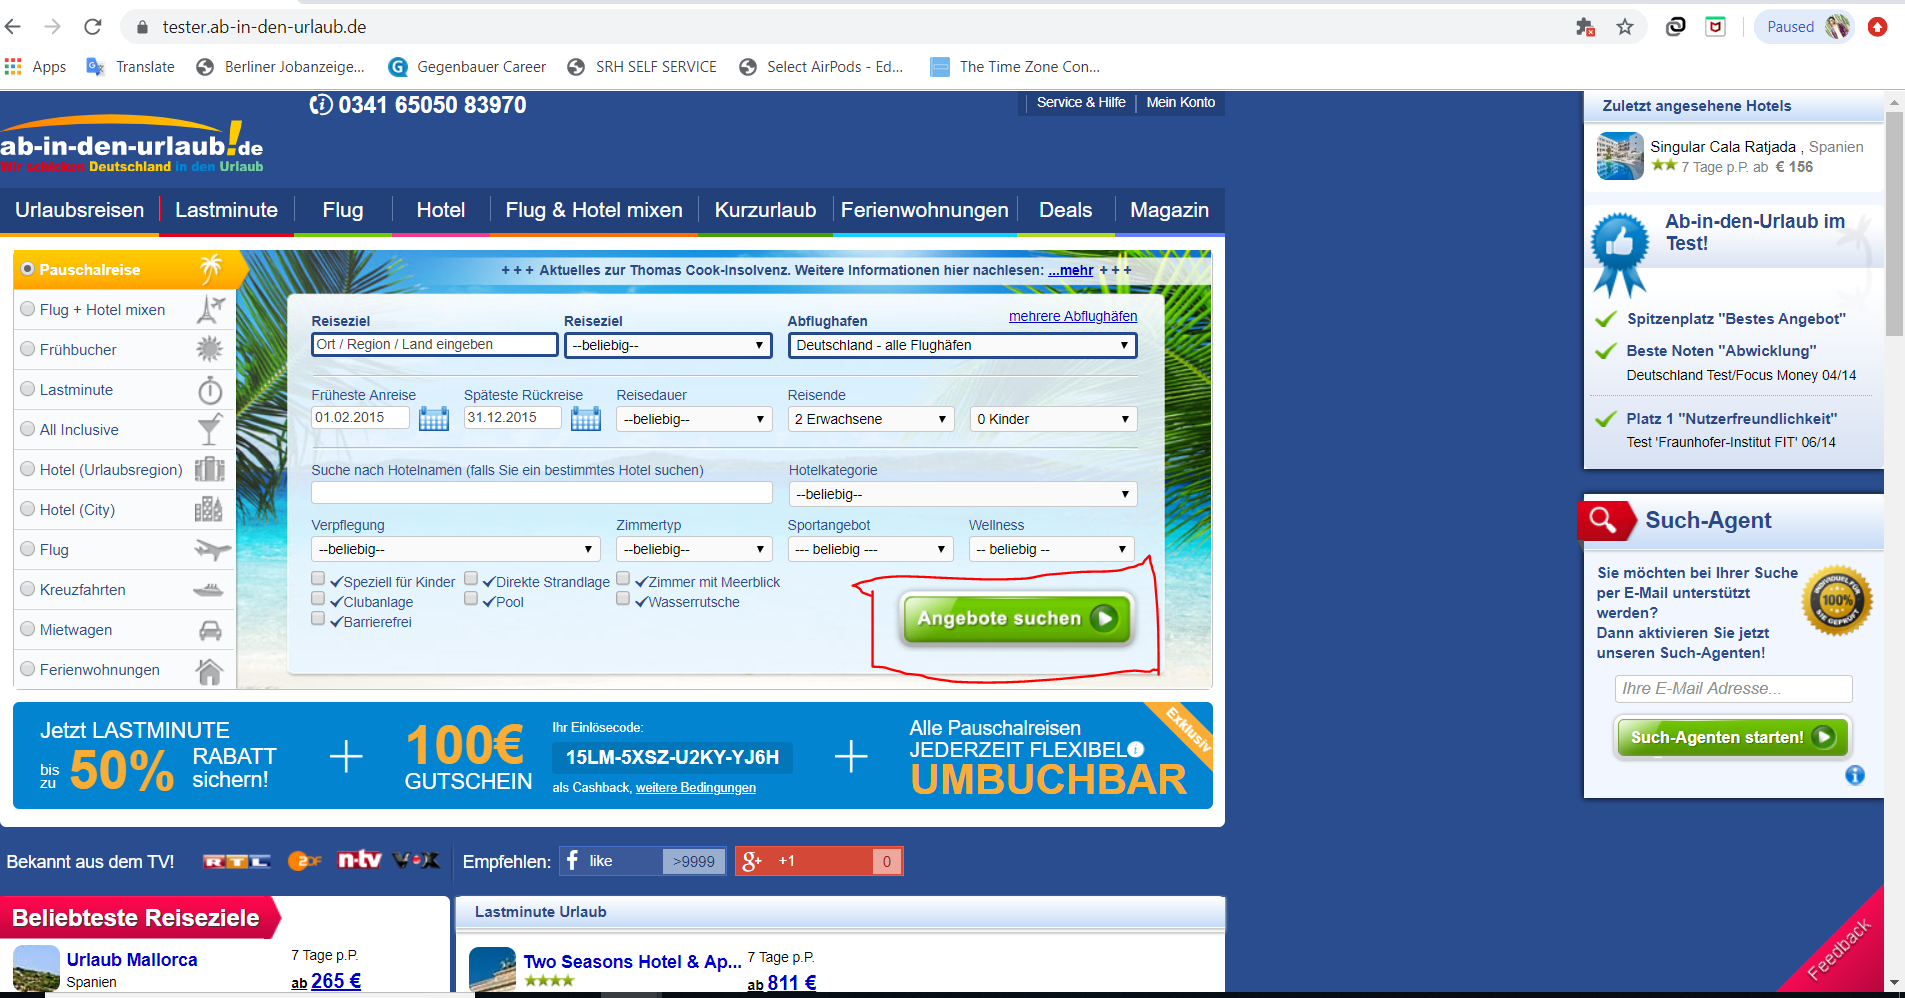 tester.ab-in-den-urlaub.de
Paused
Apps
Translate
Berliner Jobanzeige...
Gegenbauer Career
SRH SELF SERVICE
Select AirPods - Ed...
The Time Zone Con...
0341 65050 83970
Service & Hilfe
Mein Konto
ab-in-den-urlaub!de
Wir schicken Deutschland in den Urlaub
Urlaubsreisen
Lastminute
Flug
Hotel
Flug & Hotel mixen
Kurzurlaub
Ferienwohnungen
Deals
Magazin
Pauschalreise
Flug + Hotel mixen
Frühbucher
Lastminute
All Inclusive
Hotel (Urlaubsregion)
Hotel (City)
Flug
Kreuzfahrten
Mietwagen
Ferienwohnungen
+ + + Aktuelles zur Thomas Cook-Insolvenz. Weitere Informationen hier nachlesen: ...mehr + + +
Reiseziel
Reiseziel
Abflughafen
mehrere Abflughäfen
Ort / Region / Land eingeben
--beliebig--
Deutschland - alle Flughäfen
Früheste Anreise
Späteste Rückreise
Reisedauer
Reisende
01.02.2015
31.12.2015
--beliebig--
2 Erwachsene
0 Kinder
Suche nach Hotelnamen (falls Sie ein bestimmtes Hotel suchen)
Hotelkategorie
--beliebig--
Verpflegung
Zimmertyp
Sportangebot
Wellness
--beliebig--
--beliebig--
--- beliebig ---
-- beliebig --
Speziell für Kinder
Direkte Strandlage
Zimmer mit Meerblick
Clubanlage
Pool
Wasserrutsche
Barrierefrei
Angebote suchen
Jetzt LASTMINUTE
bis zu 50% RABATT sichern!
+
100€
GUTSCHEIN
Ihr Einlösecode:
15LM-5XSZ-U2KY-YJ6H
als Cashback, weitere Bedingungen
+
Alle Pauschalreisen
JEDERZEIT FLEXIBEL
UMBUCHBAR
Exklusiv
Bekannt aus dem TV!
RTL
ZDF
n-tv
VOX
Empfehlen:
like
>9999
g+ +1
0
Beliebteste Reiseziele
Urlaub Mallorca
Spanien
7 Tage p.P.
ab 265 €
Lastminute Urlaub
Two Seasons Hotel & Ap...
7 Tage p.P.
ab 811 €
Zuletzt angesehene Hotels
Singular Cala Ratjada , Spanien
7 Tage p.P. ab € 156
Ab-in-den-Urlaub im
Test!
Spitzenplatz "Bestes Angebot"
Beste Noten "Abwicklung"
Deutschland Test/Focus Money 04/14
Platz 1 "Nutzerfreundlichkeit"
Test 'Fraunhofer-Institut FIT' 06/14
Such-Agent
Sie möchten bei Ihrer Suche
per E-Mail unterstützt
werden?
Dann aktivieren Sie jetzt
unseren Such-Agenten!
INDIVIDUELL FÜR
100%
SIE GEPRÜFT
Ihre E-Mail Adresse...
Such-Agenten starten!
Feedback